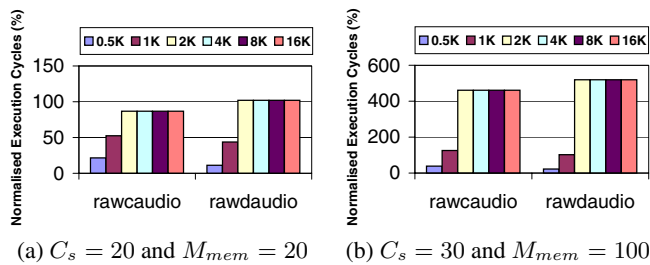 0.5K 1K 2K 4K 8K 16K
Normalised Execution Cycles (%)
150
100
50
0
rawcaudio rawdaudio
(a) C_s = 20 and M_mem = 20
0.5K 1K 2K 4K 8K 16K
Normalised Execution Cycles (%)
600
400
200
0
rawcaudio rawdaudio
(b) C_s = 30 and M_mem = 100